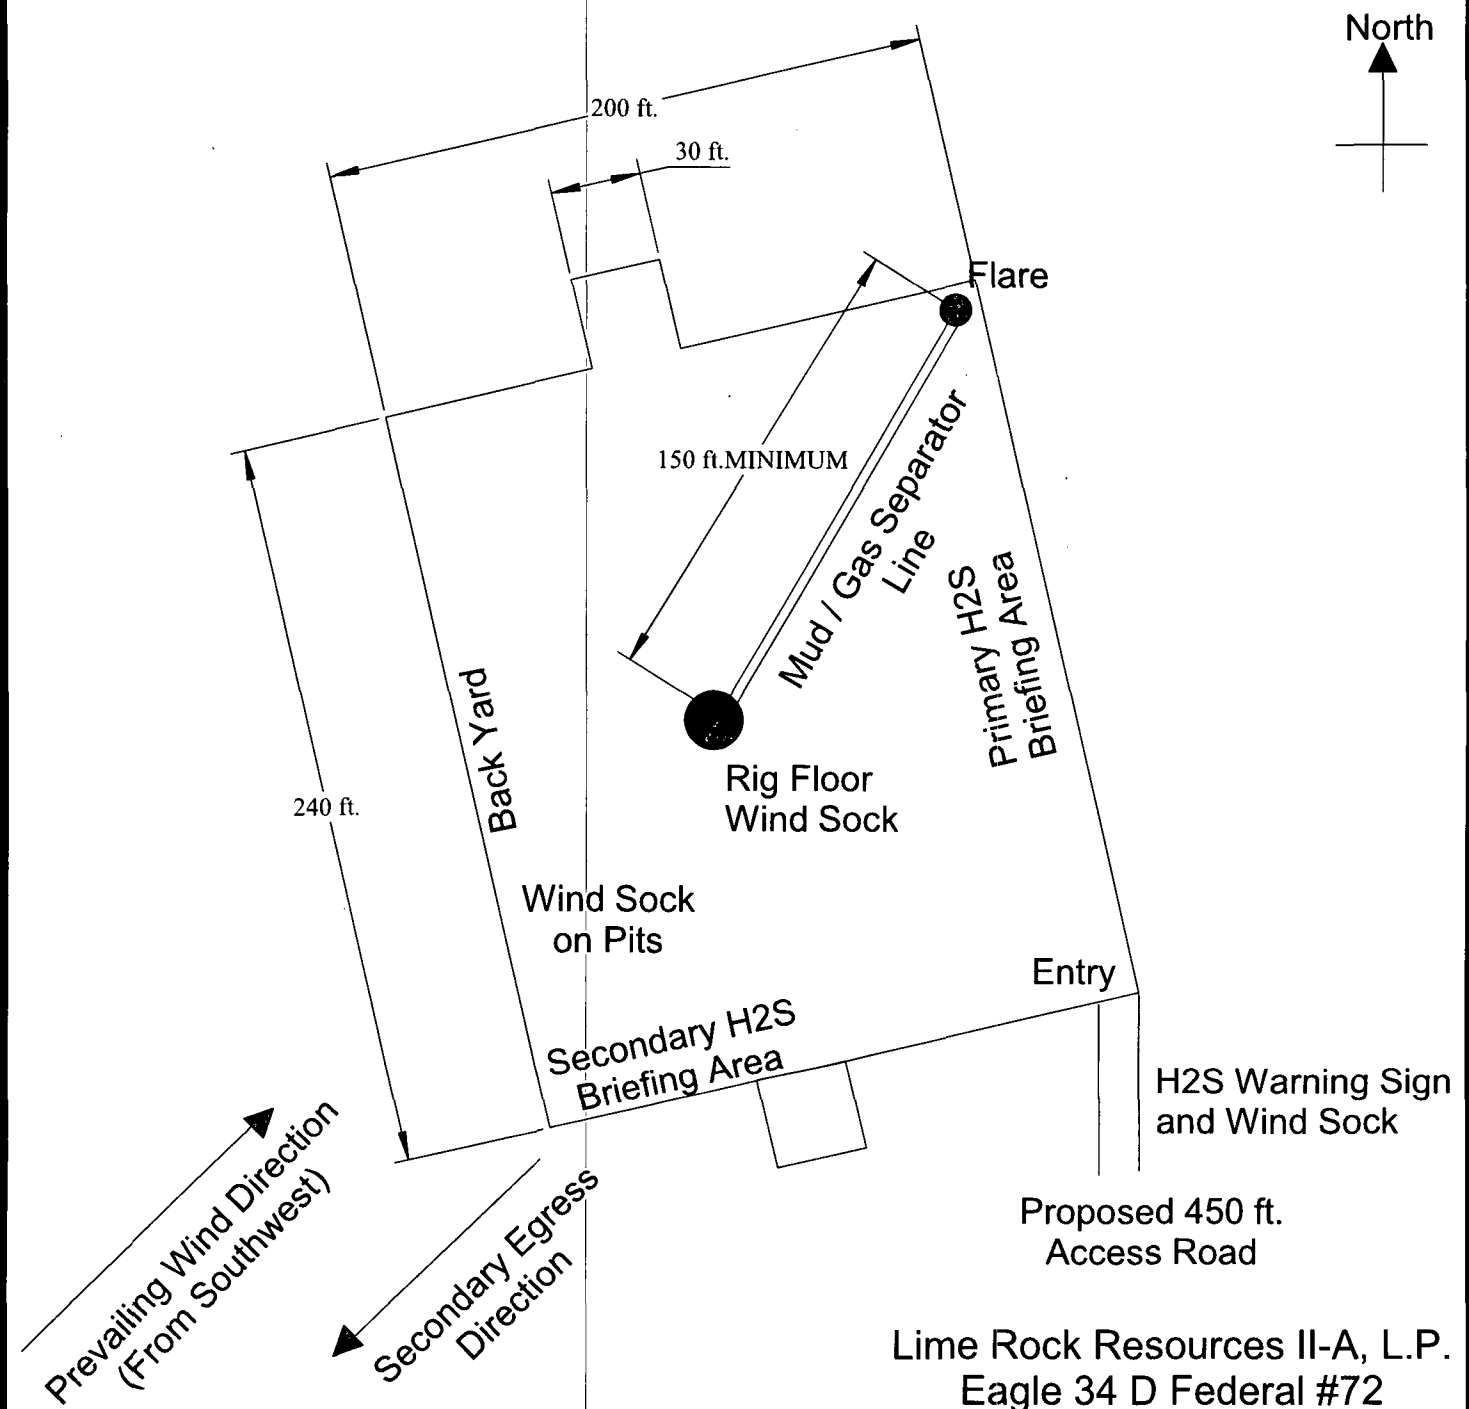 North
200 ft.
30 ft.
Flare
150 ft.MINIMUM
Mud / Gas Separator
Line
Primary H2S
Briefing Area
Back Yard
Rig Floor
Wind Sock
240 ft.
Wind Sock
on Pits
Entry
Secondary H2S
Briefing Area
H2S Warning Sign
and Wind Sock
Prevailing Wind Direction
(From Southwest)
Secondary Egress
Direction
Proposed 450 ft.
Access Road
Lime Rock Resources II-A, L.P.
Eagle 34 D Federal #72